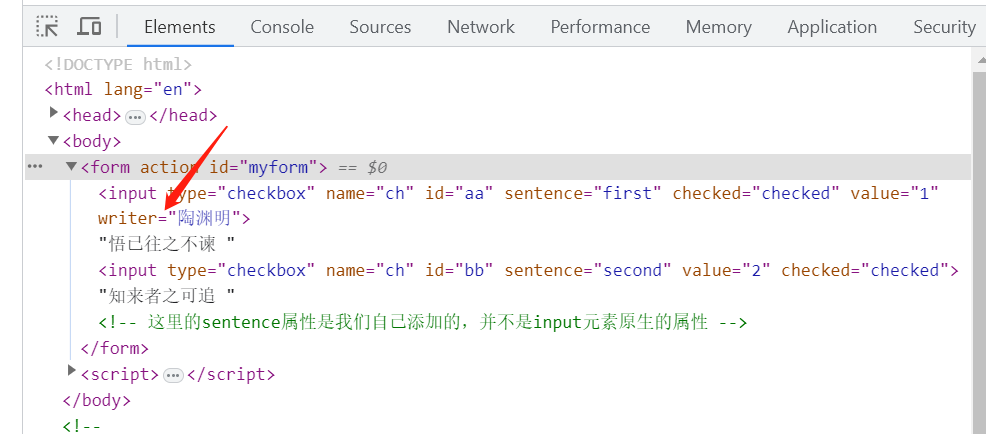 Elements Console Sources Network Performance Memory Application Security
<!DOCTYPE html>
<html lang="en">
<head> ••• </head>
<body>
••• <form action id="myform"> == $0
<input type="checkbox" name="ch" id="aa" sentence="first" checked="checked" value="1"
writer="陶渊明">
"悟已往之不谏 "
<input type="checkbox" name="ch" id="bb" sentence="second" value="2" checked="checked">
"知来者之可追 "
<!-- 这里的sentence属性是我们自己添加的，并不是input元素原生的属性 -->
</form>
<script> ••• </script>
</body>
<!--